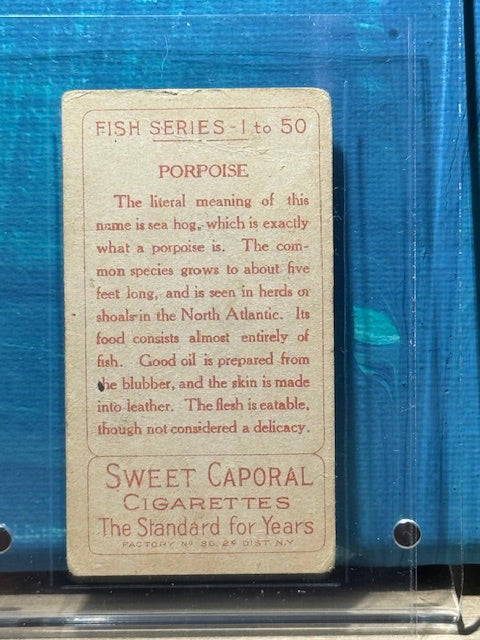 FISH SERIES - 1 to 50
PORPOISE
The literal meaning of this
name is sea hog, which is exactly
what a porpoise is. The com-
mon species grows to about five
feet long, and is seen in herds or
shoals in the North Atlantic. Its
food consists almost entirely of
fish. Good oil is prepared from
the blubber, and the skin is made
into leather. The flesh is eatable,
though not considered a delicacy.
SWEET CAPORAL
CIGARETTES
The Standard for Years
FACTORY No 30. 2d DIST. N.Y